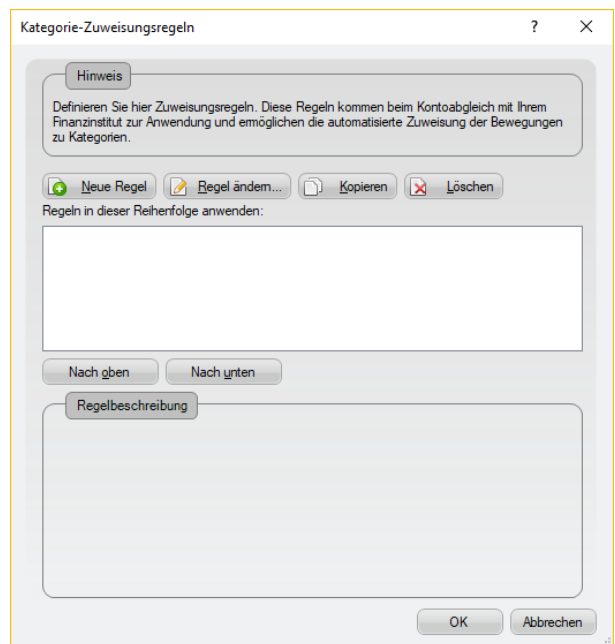 Kategorie-Zuweisungsregeln
Hinweis
Definieren Sie hier Zuweisungsregeln. Diese Regeln kommen beim Kontoabgleich mit Ihrem
Finanzinstitut zur Anwendung und ermöglichen die automatisierte Zuweisung der Bewegungen
zu Kategorien.
Neue Regel Regel ändern... Kopieren Löschen
Regeln in dieser Reihenfolge anwenden:
Nach oben Nach unten
Regelbeschreibung
OK Abbrechen